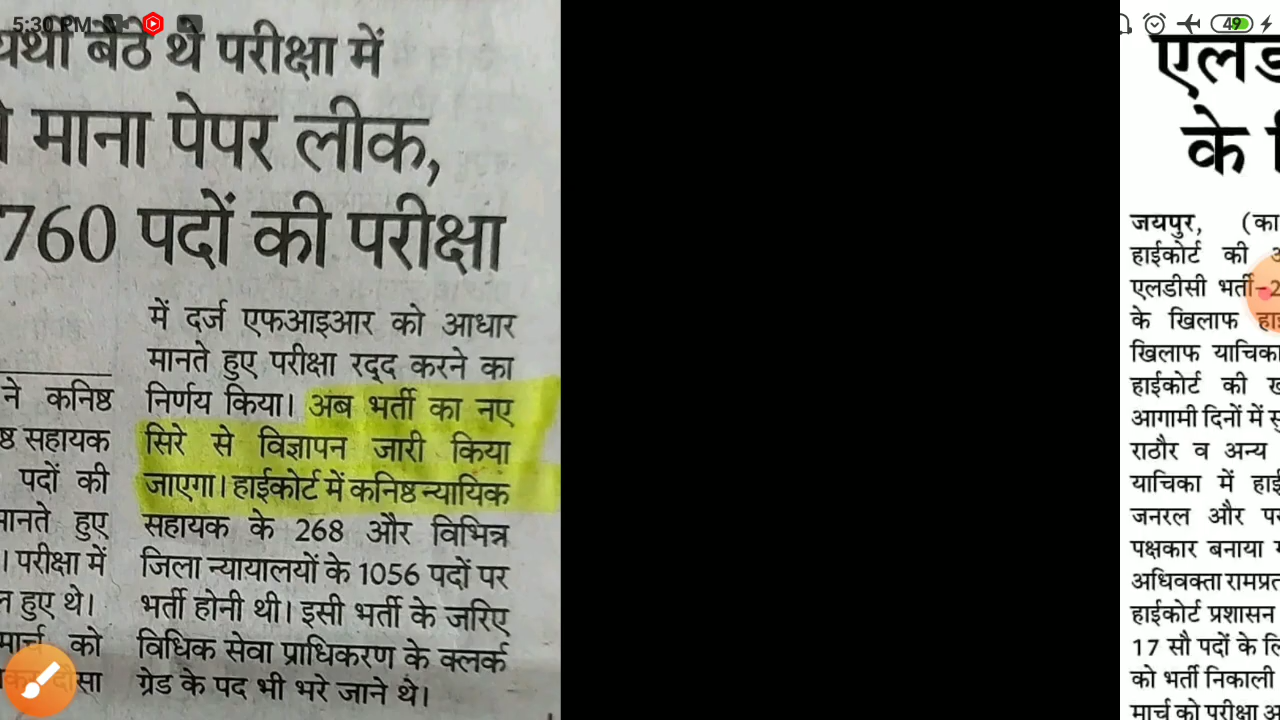 5:30 PM
49
बैठे थे परीक्षा में
माना पेपर लीक,
760 पदों की परीक्षा
में दर्ज एफआइआर को आधार
मानते हुए परीक्षा रद्द करने का
निर्णय किया। अब भर्ती का नए
सिरे से विज्ञापन जारी किया
जाएगा। हाईकोर्ट में कनिष्ठ न्यायिक
सहायक के 268 और विभिन्न
जिला न्यायालयों के 1056 पदों पर
भर्ती होनी थी। इसी भर्ती के जरिए
विधिक सेवा प्राधिकरण के क्लर्क
ग्रेड के पद भी भरे जाने थे।
ने कनिष्ठ
सहायक
पदों की
हुए
। परीक्षा में
हुए थे।
को
के
जयपुर,
हाईकोर्ट की
एलडीसी भर्ती-
के खिलाफ
खिलाफ याचिका
हाईकोर्ट की
आगामी दिनों में
राठौर व अन्य
याचिका में
जनरल और
पक्षकार बनाया
अधिवक्ता
हाईकोर्ट प्रशासन
17 सौ पदों के
को भर्ती निकाली
मार्च को परीक्षा